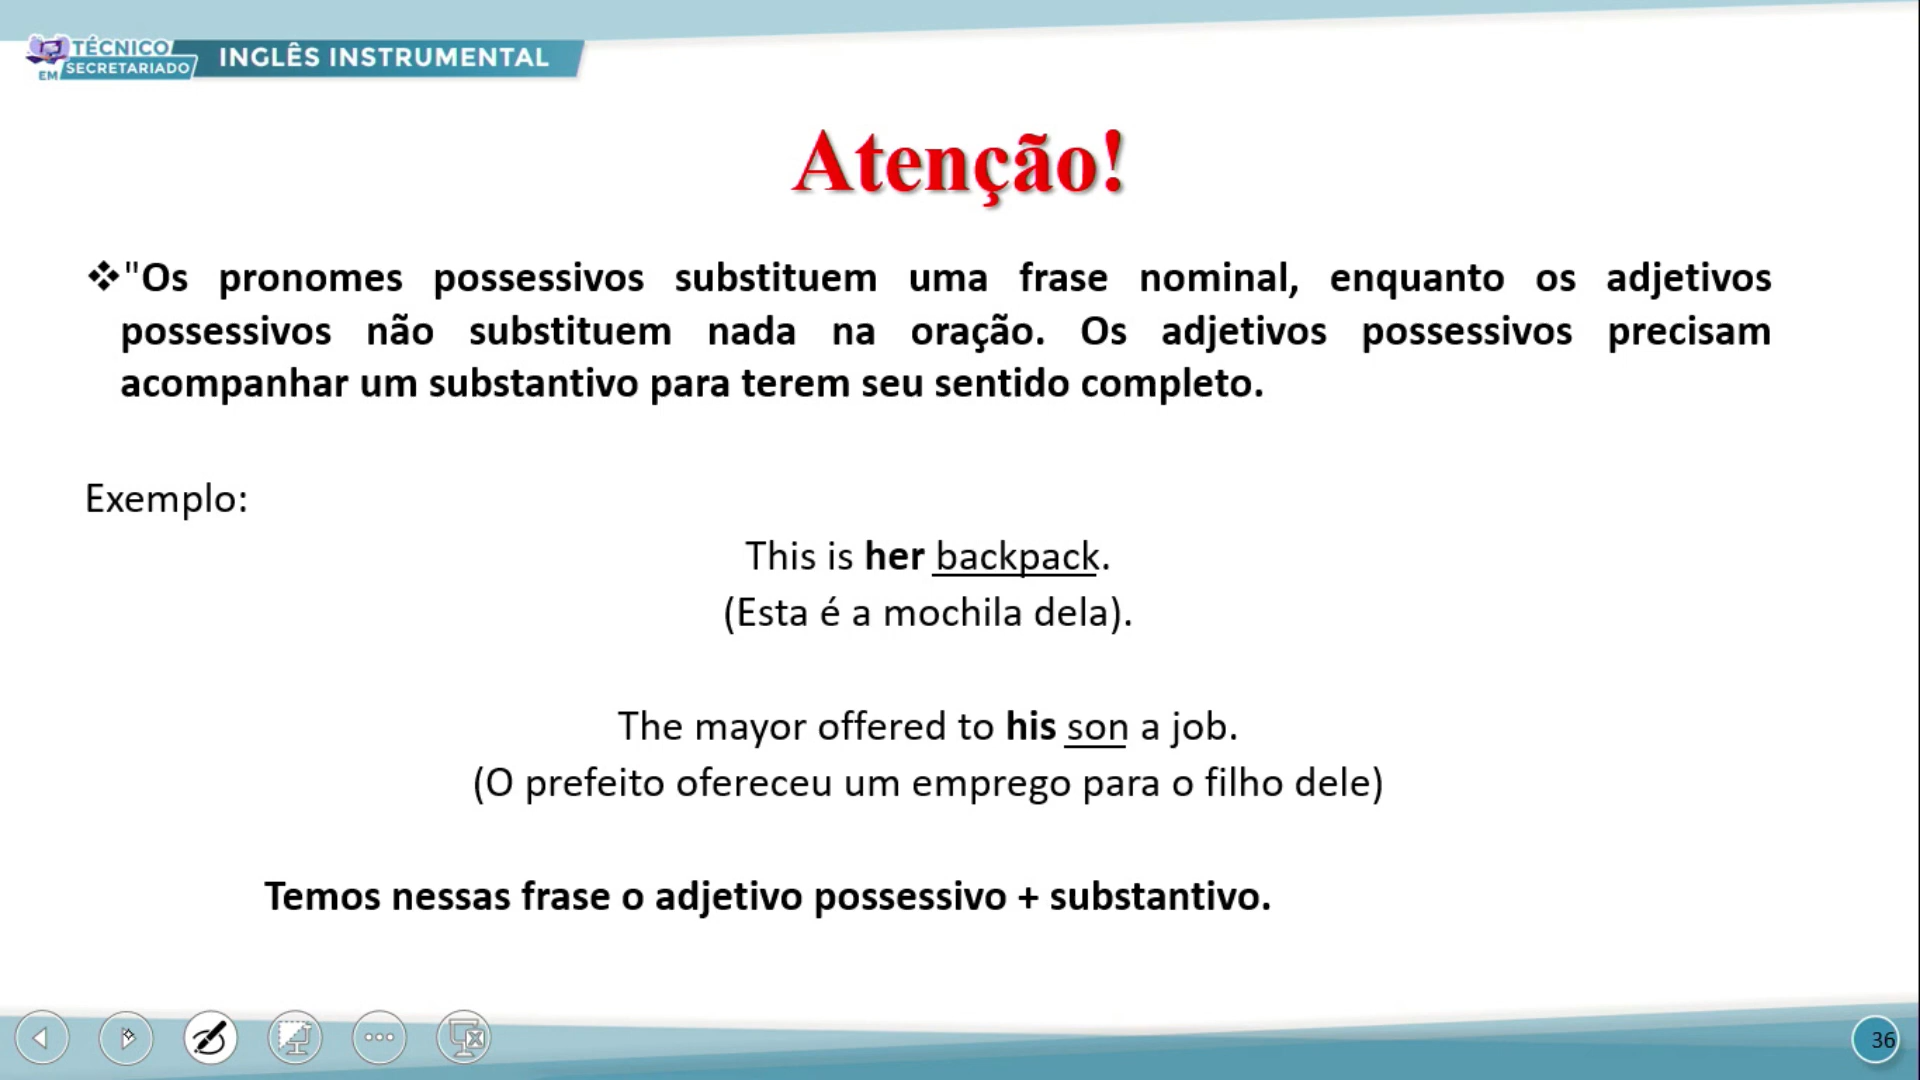 TÉCNICO
EM SECRETARIADO
INGLÊS INSTRUMENTAL
Atenção!
❖"Os pronomes possessivos substituem uma frase nominal, enquanto os adjetivos
possessivos não substituem nada na oração. Os adjetivos possessivos precisam
acompanhar um substantivo para terem seu sentido completo.
Exemplo:
This is her backpack.
(Esta é a mochila dela).
The mayor offered to his son a job.
(O prefeito ofereceu um emprego para o filho dele)
Temos nessas frase o adjetivo possessivo + substantivo.
36